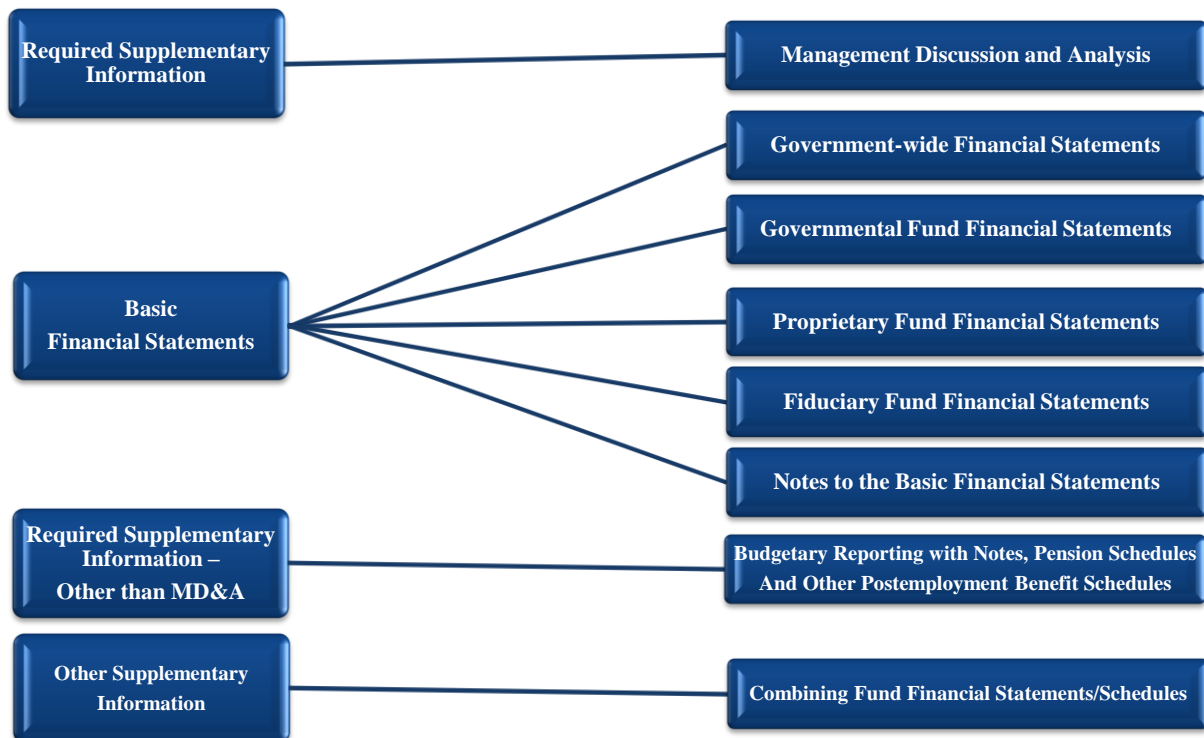 Required Supplementary
Information
Management Discussion and Analysis
Government-wide Financial Statements
Governmental Fund Financial Statements
Basic
Financial Statements
Proprietary Fund Financial Statements
Fiduciary Fund Financial Statements
Notes to the Basic Financial Statements
Required Supplementary
Information –
Other than MD&A
Budgetary Reporting with Notes, Pension Schedules
And Other Postemployment Benefit Schedules
Other Supplementary
Information
Combining Fund Financial Statements/Schedules